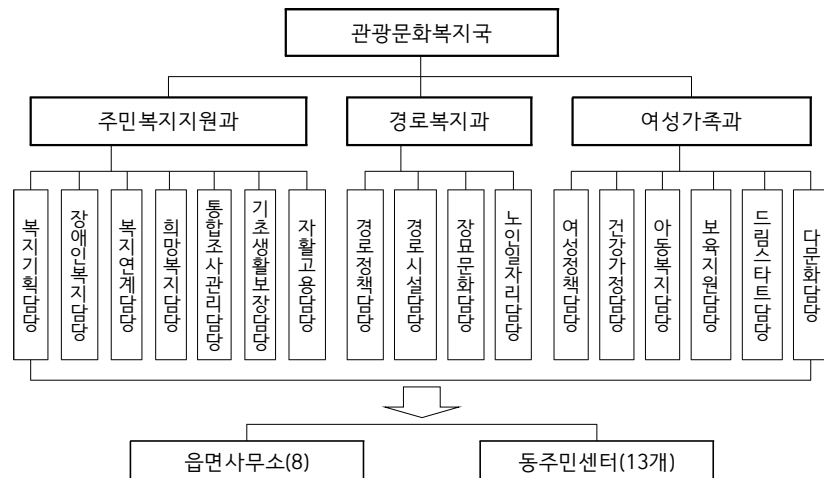 관광문화복지국
주민복지지원과
경로복지과
여성가족과
복지기획담당
장애인복지담당
복지연계담당
희망복지담당
통합조사관리담당
기초생활보장담당
자활고용담당
경로정책담당
경로시설담당
장묘문화담당
노인일자리담당
여성정책담당
건강가정담당
아동복지담당
보육지원담당
드림스타트담당
다문화담당
읍면사무소(8)
동주민센터(13개)